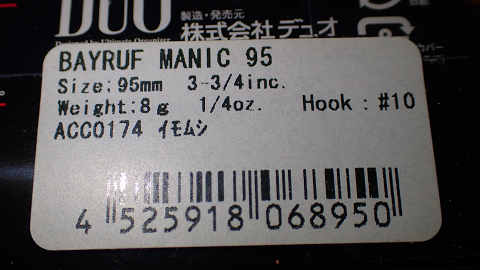 DUO
製造・発売元
株式会社デュオ
BAYRUF MANIC 95
Size:95mm 3-3/4inc.
Weight:8g 1/4oz. Hook : #10
ACC0174 ｲﾓﾑｼ
4 525918 068950